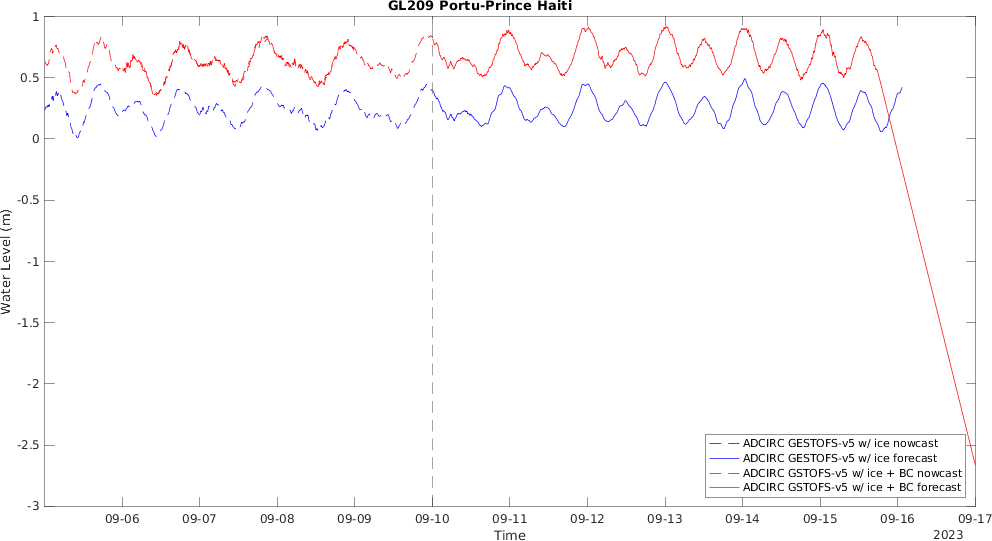 GL209 Portu-Prince Haiti
1
0.5
0
-0.5
-1
-1.5
-2
-2.5
-3
Water Level (m)
ADCIRC GESTOFS-v5 w/ ice nowcast
ADCIRC GESTOFS-v5 w/ ice forecast
ADCIRC GSTOFS-v5 w/ ice + BC nowcast
ADCIRC GSTOFS-v5 w/ ice + BC forecast
09-06 09-07 09-08 09-09 09-10 09-11 09-12 09-13 09-14 09-15 09-16 09-17
Time
2023